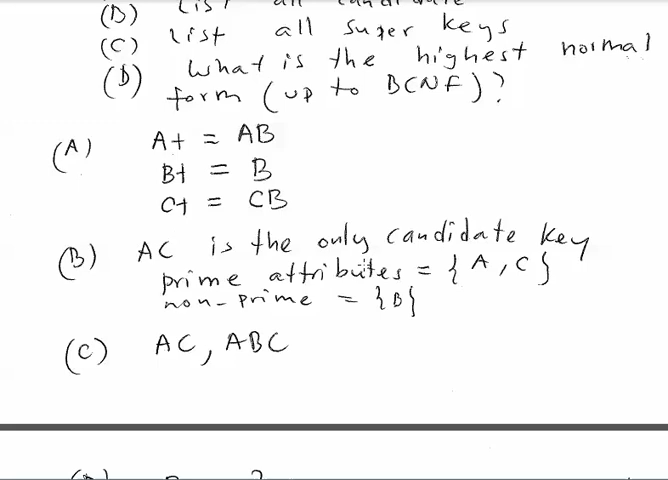 (B) List all candidate
(C) list all super keys
(D) What is the highest normal
form (up to BCNF)?
(A) A+ = AB
B+ = B
C+ = CB
(B) AC is the only candidate key
prime attributes = {A, C}
non-prime = {B}
(C) AC, ABC